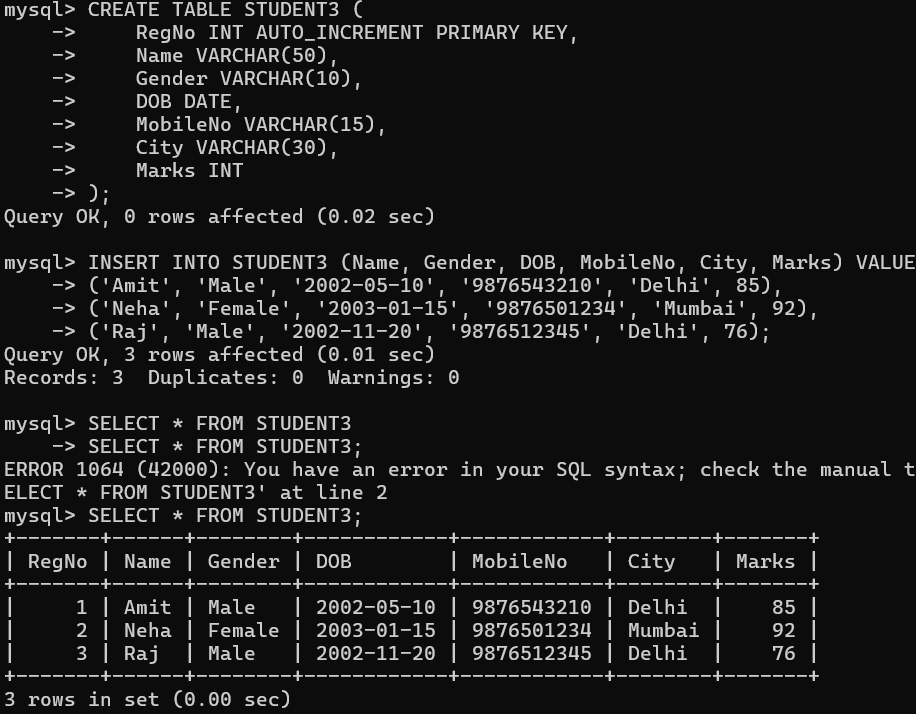 mysql> CREATE TABLE STUDENT3 (
    ->     RegNo INT AUTO_INCREMENT PRIMARY KEY,
    ->     Name VARCHAR(50),
    ->     Gender VARCHAR(10),
    ->     DOB DATE,
    ->     MobileNo VARCHAR(15),
    ->     City VARCHAR(30),
    ->     Marks INT
    -> );
Query OK, 0 rows affected (0.02 sec)

mysql> INSERT INTO STUDENT3 (Name, Gender, DOB, MobileNo, City, Marks) VALUE
    -> ('Amit', 'Male', '2002-05-10', '9876543210', 'Delhi', 85),
    -> ('Neha', 'Female', '2003-01-15', '9876501234', 'Mumbai', 92),
    -> ('Raj', 'Male', '2002-11-20', '9876512345', 'Delhi', 76);
Query OK, 3 rows affected (0.01 sec)
Records: 3  Duplicates: 0  Warnings: 0

mysql> SELECT * FROM STUDENT3
    -> SELECT * FROM STUDENT3;
ERROR 1064 (42000): You have an error in your SQL syntax; check the manual t
ELECT * FROM STUDENT3' at line 2
mysql> SELECT * FROM STUDENT3;
+-------+------+--------+------------+------------+--------+-------+
| RegNo | Name | Gender | DOB        | MobileNo   | City   | Marks |
+-------+------+--------+------------+------------+--------+-------+
|     1 | Amit | Male   | 2002-05-10 | 9876543210 | Delhi  |    85 |
|     2 | Neha | Female | 2003-01-15 | 9876501234 | Mumbai |    92 |
|     3 | Raj  | Male   | 2002-11-20 | 9876512345 | Delhi  |    76 |
+-------+------+--------+------------+------------+--------+-------+
3 rows in set (0.00 sec)